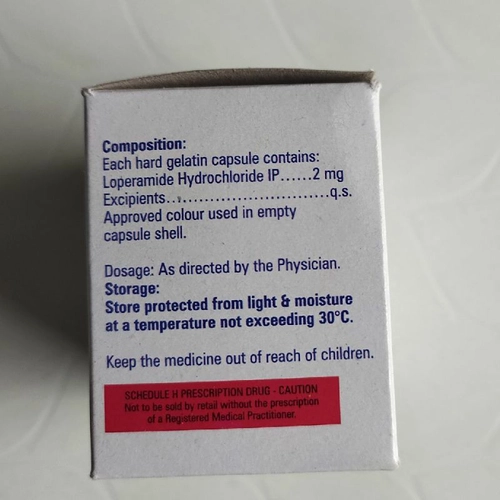 Composition:
Each hard gelatin capsule contains:
Loperamide Hydrochloride IP......2 mg
Excipients............................q.s.
Approved colour used in empty
capsule shell.
Dosage: As directed by the Physician.
Storage:
Store protected from light & moisture
at a temperature not exceeding 30°C.
Keep the medicine out of reach of children.
SCHEDULE H PRESCRIPTION DRUG - CAUTION
Not to be sold by retail without the prescription
of a Registered Medical Practitioner.